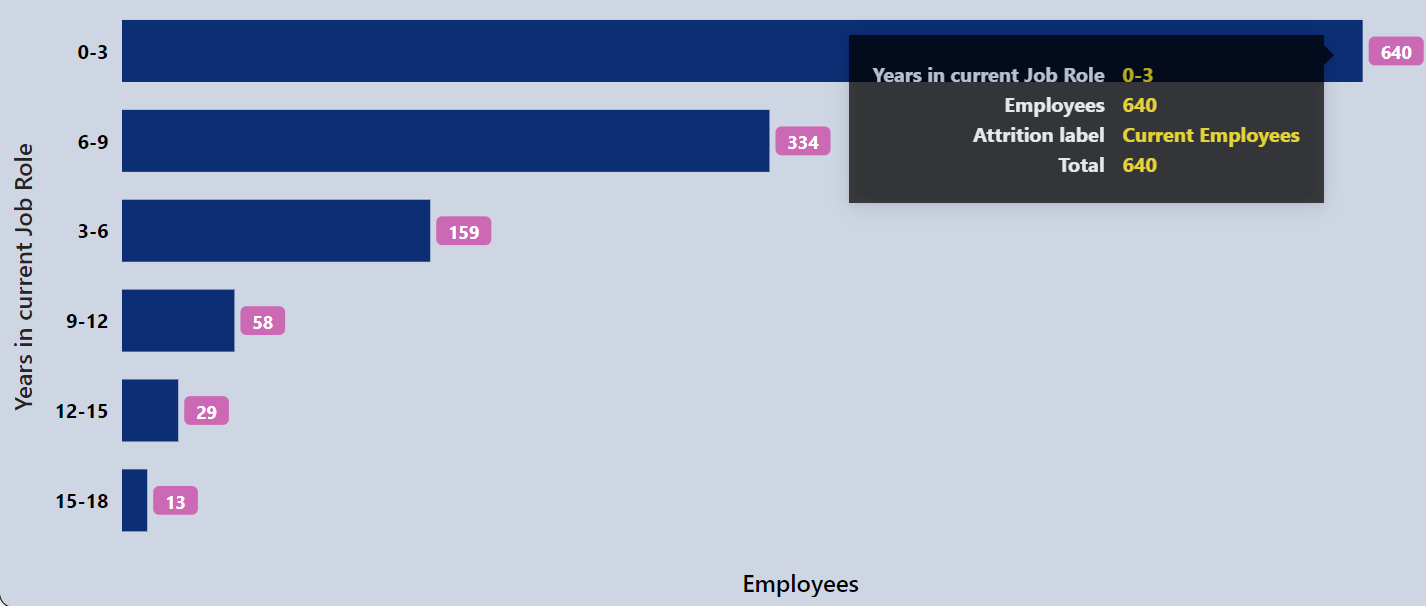 0-3
640
Years in current Job Role 0-3
Employees 640
Attrition label Current Employees
Total 640
6-9
334
3-6
159
9-12
58
12-15
29
15-18
13
Years in current Job Role
Employees